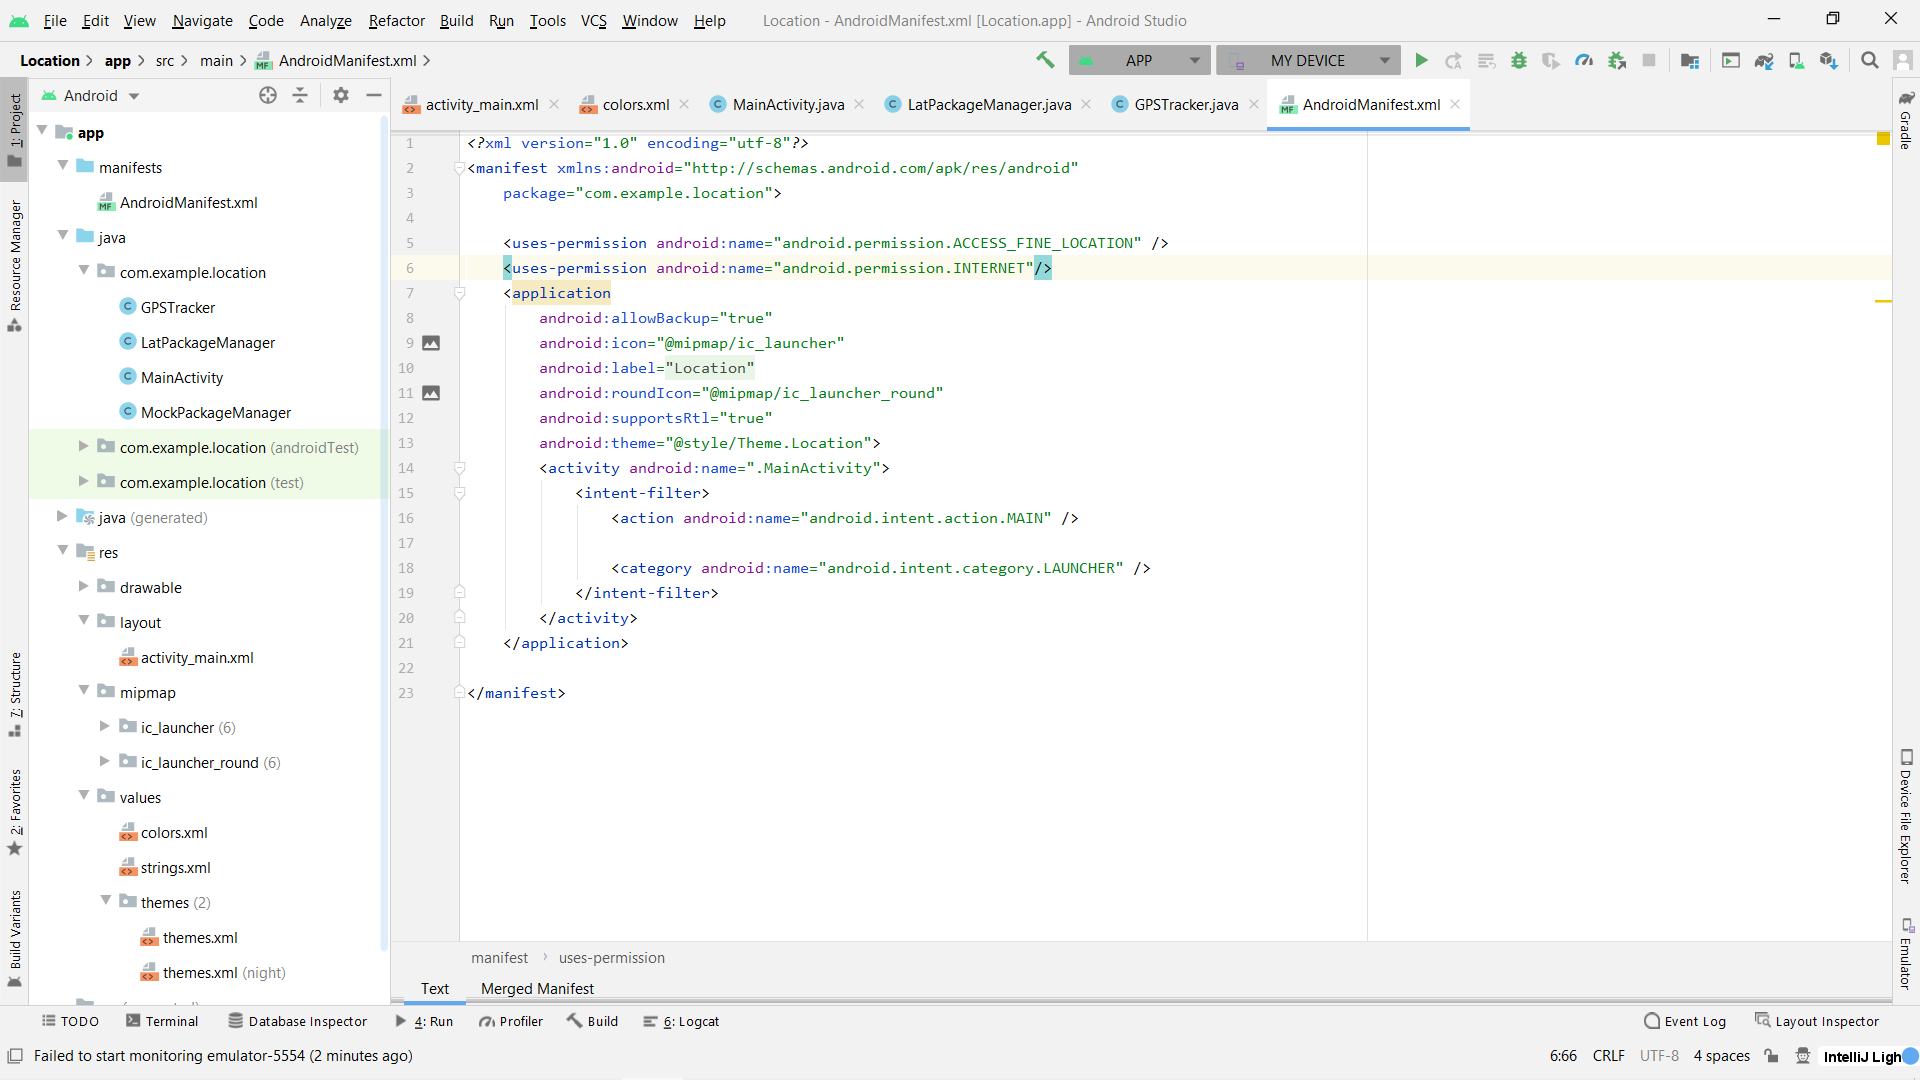 File Edit View Navigate Code Analyze Refactor Build Run Tools VCS Window Help Location - AndroidManifest.xml [Location.app] - Android Studio
Location app src main AndroidManifest.xml APP MY DEVICE
1: Project
Resource Manager
7: Structure
2: Favorites
Build Variants
Android
app
manifests
AndroidManifest.xml
java
com.example.location
GPSTracker
LatPackageManager
MainActivity
MockPackageManager
com.example.location (androidTest)
com.example.location (test)
java (generated)
res
drawable
layout
activity_main.xml
mipmap
ic_launcher (6)
ic_launcher_round (6)
values
colors.xml
strings.xml
themes (2)
themes.xml
themes.xml (night)
activity_main.xml colors.xml MainActivity.java LatPackageManager.java GPSTracker.java AndroidManifest.xml
1 <?xml version="1.0" encoding="utf-8"?>
2 <manifest xmlns:android="http://schemas.android.com/apk/res/android"
3 package="com.example.location">
4
5 <uses-permission android:name="android.permission.ACCESS_FINE_LOCATION" />
6 <uses-permission android:name="android.permission.INTERNET"/>
7 <application
8 android:allowBackup="true"
9 android:icon="@mipmap/ic_launcher"
10 android:label="Location"
11 android:roundIcon="@mipmap/ic_launcher_round"
12 android:supportsRtl="true"
13 android:theme="@style/Theme.Location">
14 <activity android:name=".MainActivity">
15 <intent-filter>
16 <action android:name="android.intent.action.MAIN" />
17
18 <category android:name="android.intent.category.LAUNCHER" />
19 </intent-filter>
20 </activity>
21 </application>
22
23 </manifest>
manifest uses-permission
Text Merged Manifest
Gradle
Device File Explorer
Emulator
TODO Terminal Database Inspector 4: Run Profiler Build 6: Logcat Event Log Layout Inspector
Failed to start monitoring emulator-5554 (2 minutes ago) 6:66 CRLF UTF-8 4 spaces IntelliJ Ligh